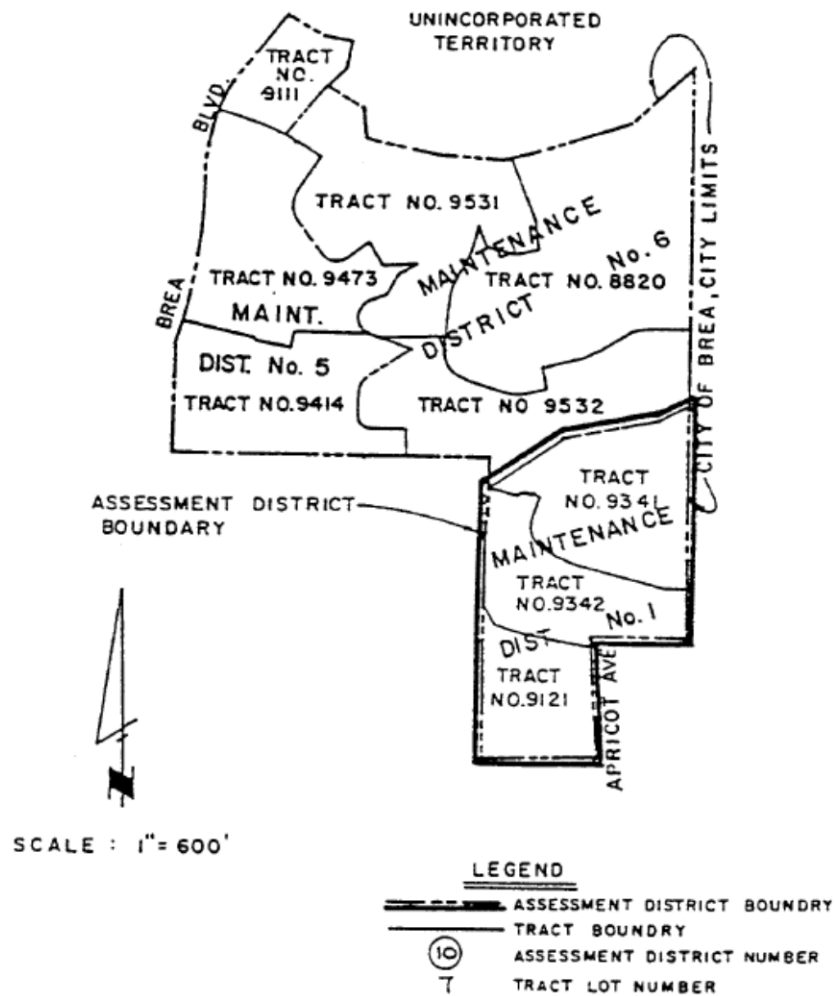 UNINCORPORATED
TERRITORY
TRACT
NO.
9111
BLVD.
TRACT NO. 9531
MAINTENANCE
No. 6
TRACT NO. 9473
TRACT NO. 8820
BREA
MAINT.
DISTRICT
DIST. No. 5
TRACT NO. 9414
TRACT NO 9532
CITY OF BREA, CITY LIMITS
TRACT
NO. 9341
ASSESSMENT DISTRICT
BOUNDARY
MAINTENANCE
TRACT
NO. 9342
No. 1
DIST
TRACT
NO. 9121
APRICOT AVE
SCALE : 1" = 600'
LEGEND
ASSESSMENT DISTRICT BOUNDRY
TRACT BOUNDRY
10 ASSESSMENT DISTRICT NUMBER
7 TRACT LOT NUMBER